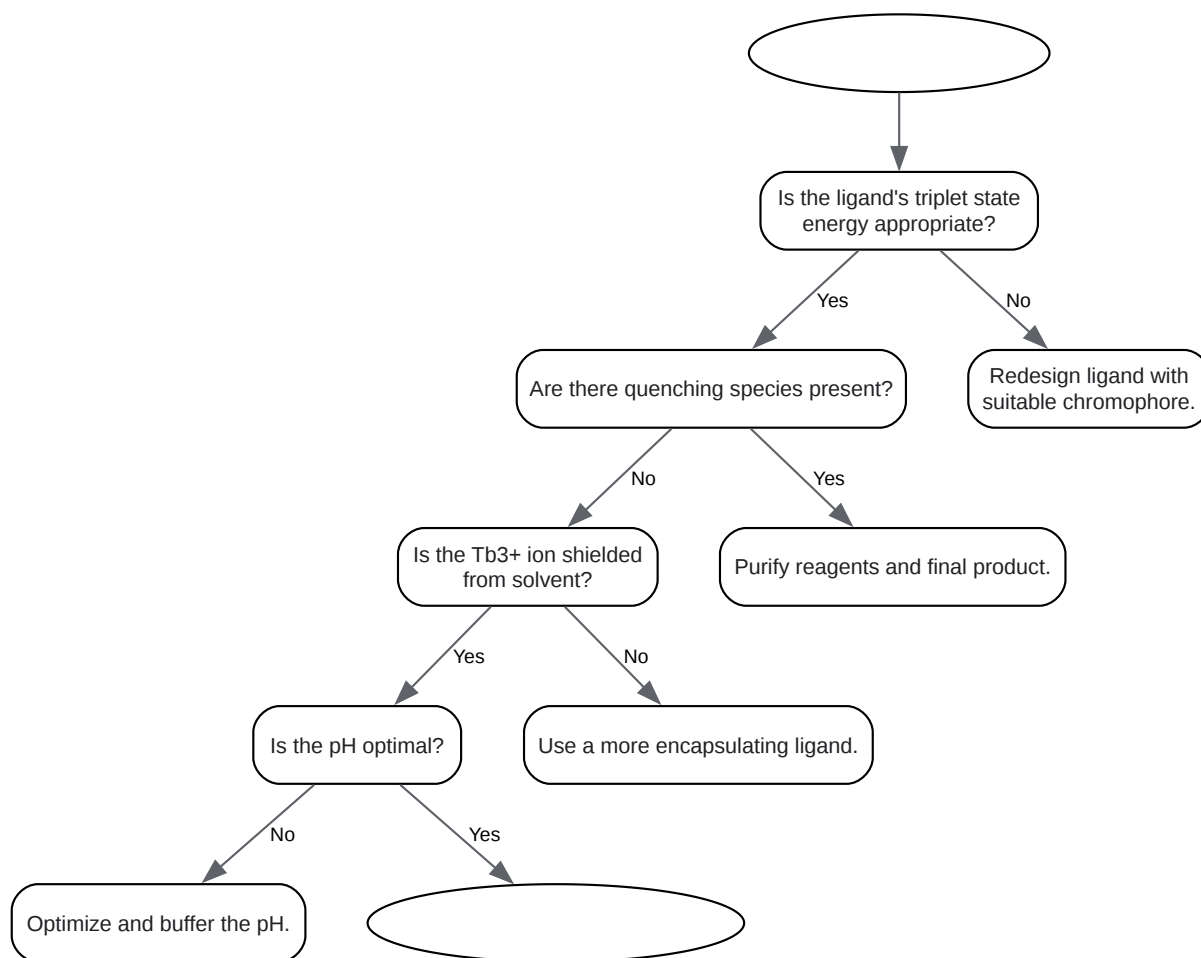 Is the ligand's triplet state
energy appropriate?
Yes
No
Are there quenching species present?
Redesign ligand with
suitable chromophore.
No
Yes
Is the Tb3+ ion shielded
from solvent?
Purify reagents and final product.
Yes
No
Is the pH optimal?
Use a more encapsulating ligand.
No
Yes
Optimize and buffer the pH.